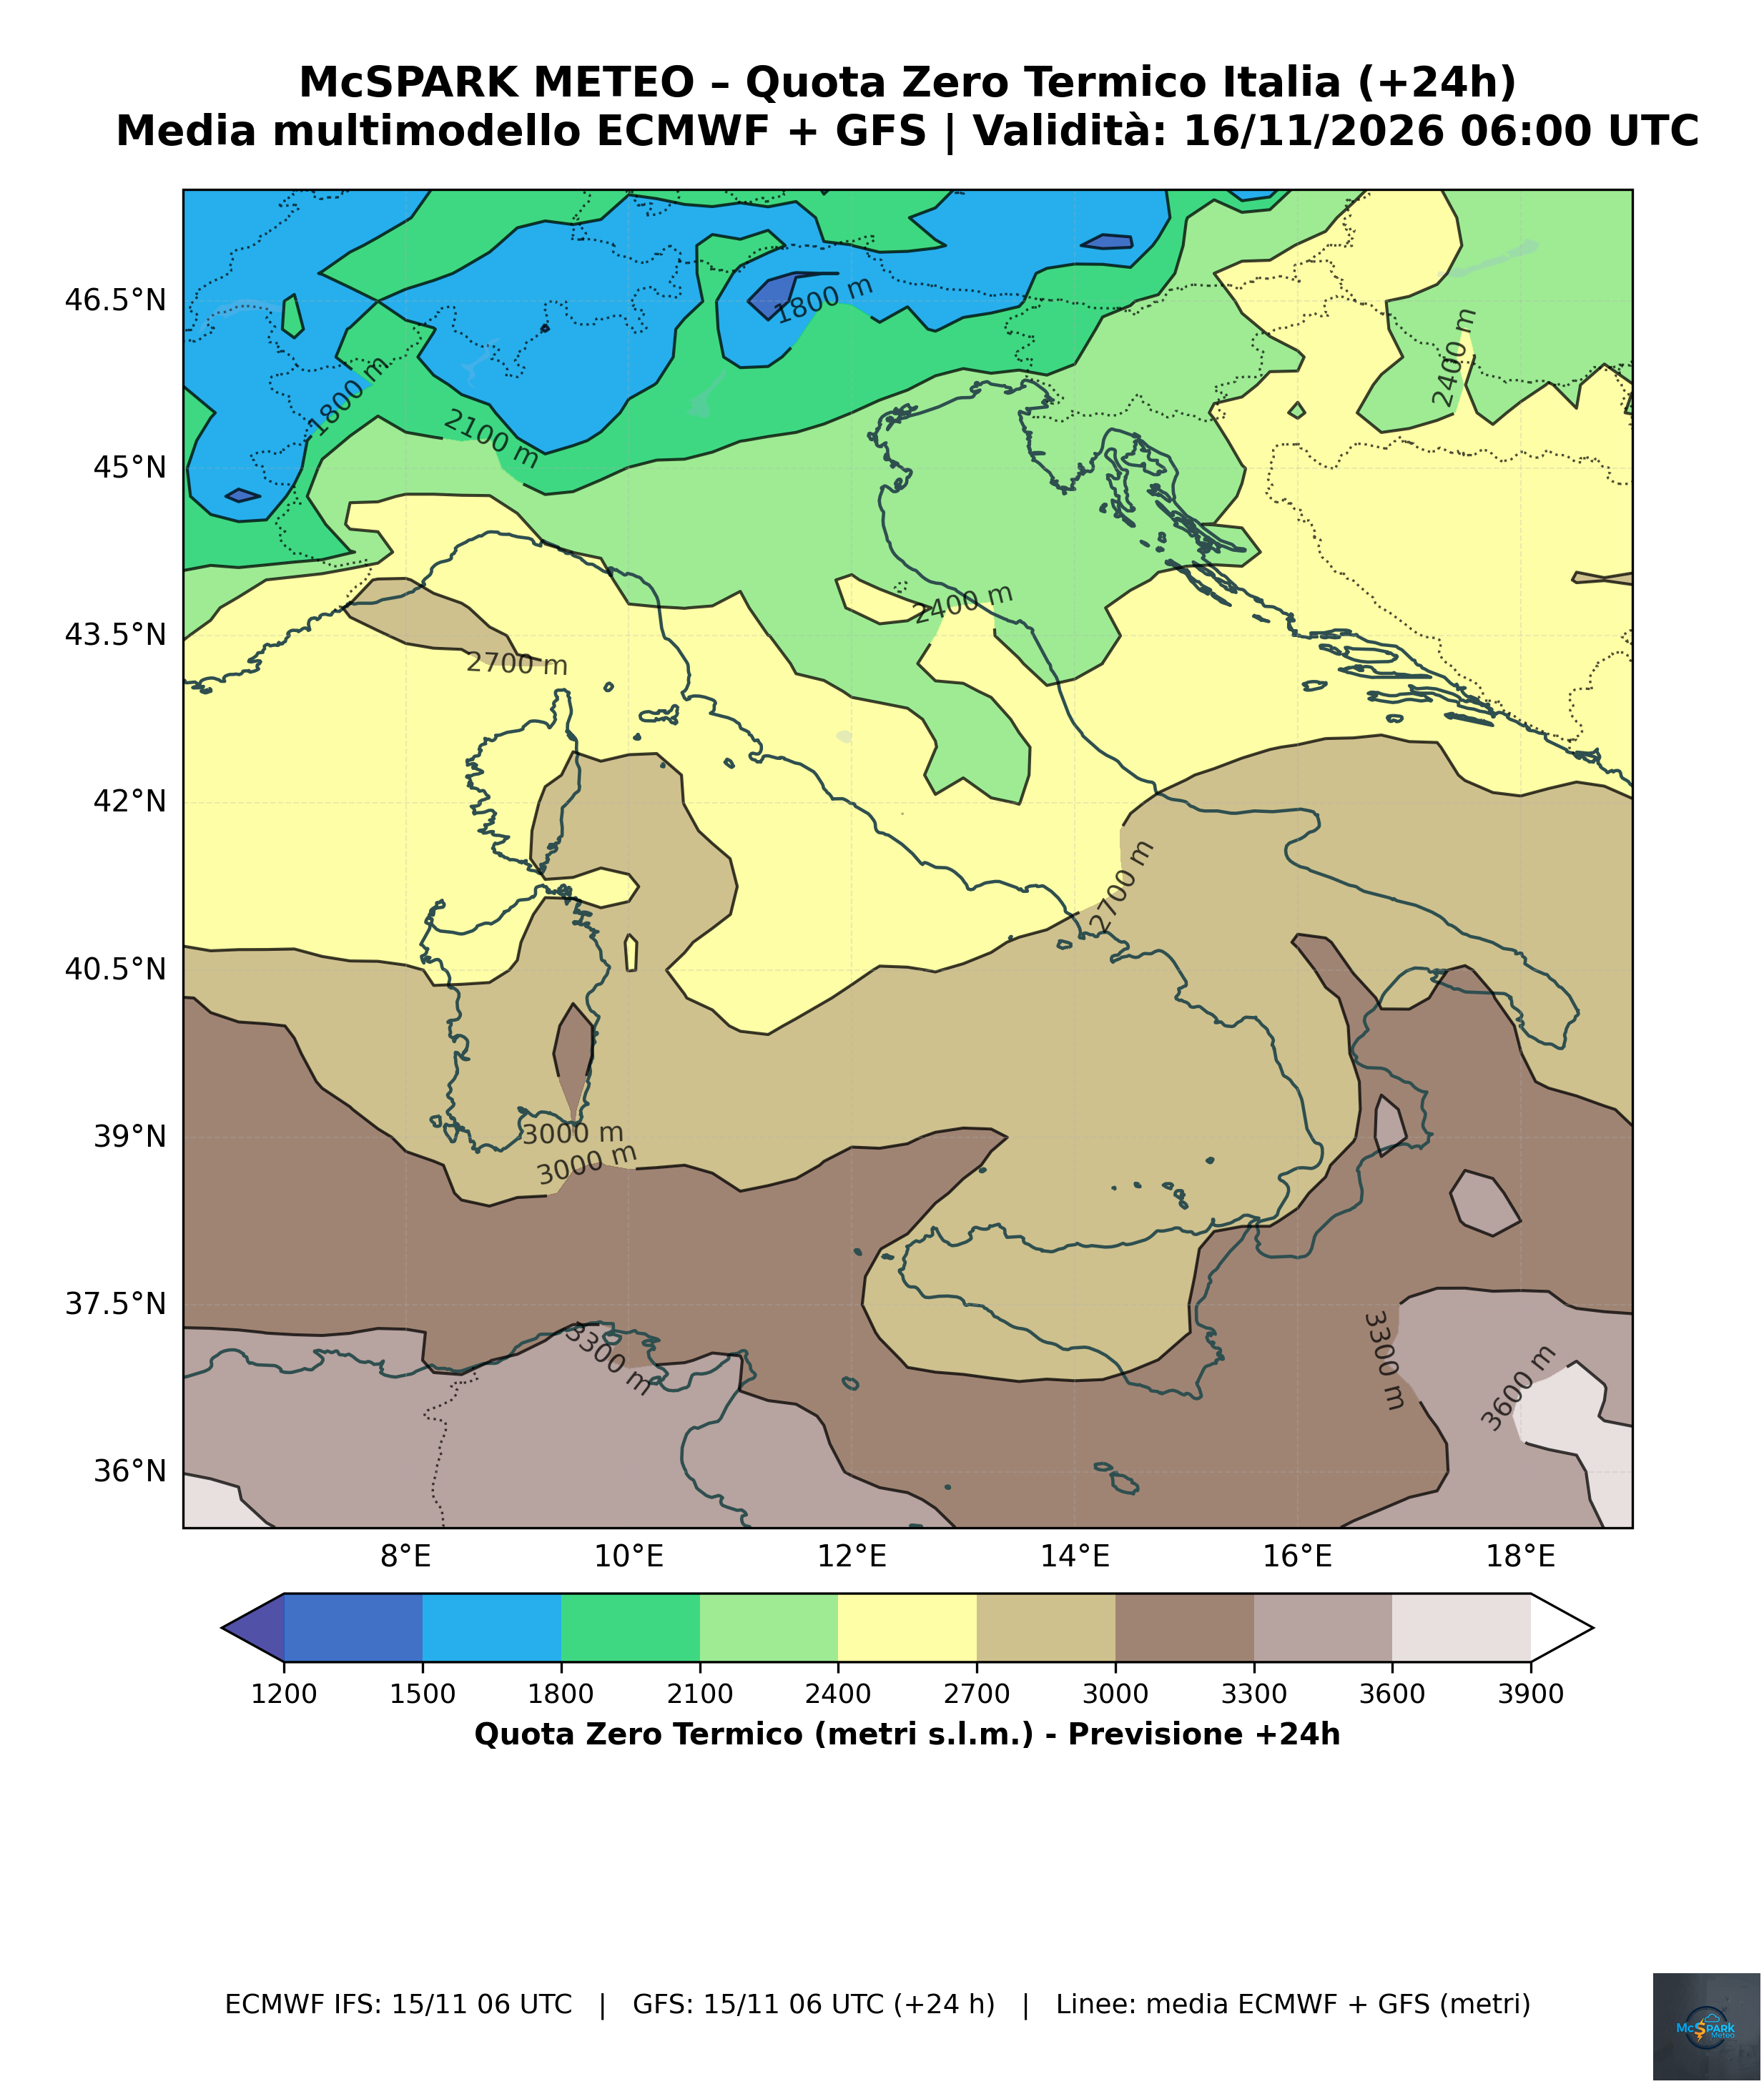 McSPARK METEO – Quota Zero Termico Italia (+24h)
Media multimodello ECMWF + GFS | Validità: 16/11/2026 06:00 UTC
46.5°N
45°N
43.5°N
42°N
40.5°N
39°N
37.5°N
36°N
1800 m
1800 m
2100 m
2400 m
2400 m
2700 m
2700 m
3000 m
3000 m
3300 m
3300 m
3600 m
8°E 10°E 12°E 14°E 16°E 18°E
1200 1500 1800 2100 2400 2700 3000 3300 3600 3900
Quota Zero Termico (metri s.l.m.) - Previsione +24h
ECMWF IFS: 15/11 06 UTC | GFS: 15/11 06 UTC (+24 h) | Linee: media ECMWF + GFS (metri)
McSPARK
Meteo